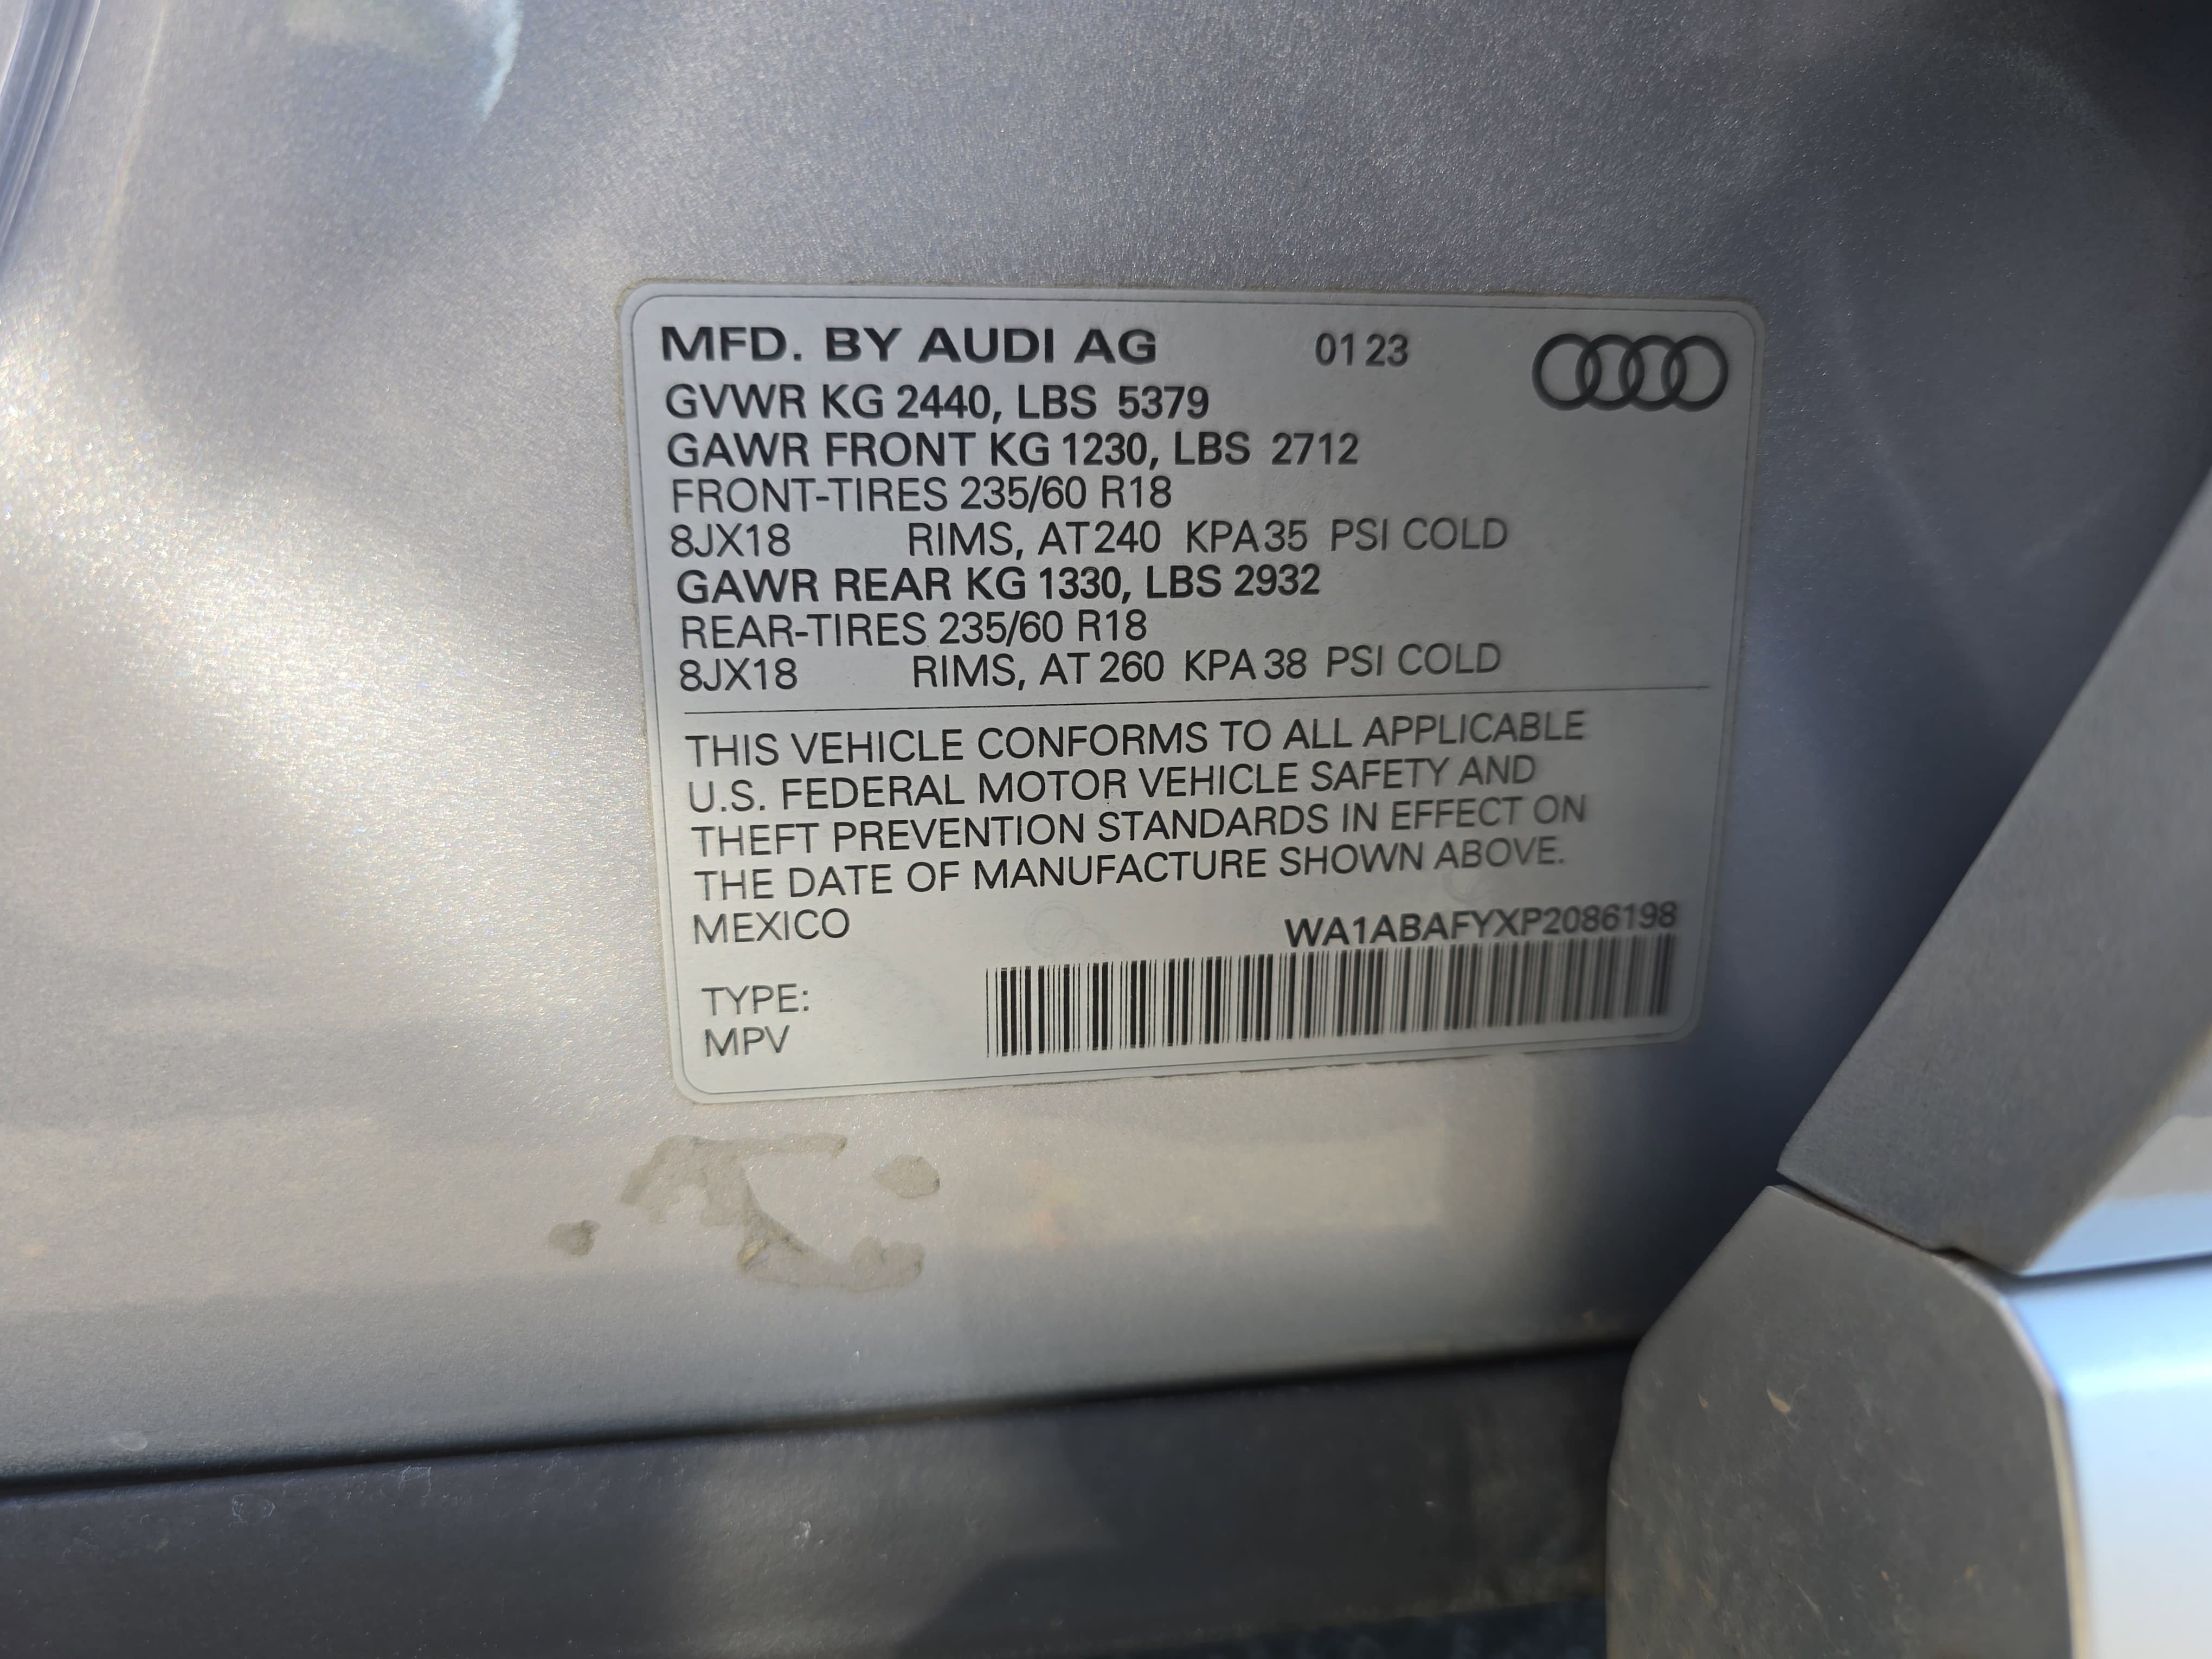 MFD. BY AUDI AG 01 23
GVWR KG 2440, LBS 5379
GAWR FRONT KG 1230, LBS 2712
FRONT-TIRES 235/60 R18
8JX18 RIMS, AT 240 KPA 35 PSI COLD
GAWR REAR KG 1330, LBS 2932
REAR-TIRES 235/60 R18
8JX18 RIMS, AT 260 KPA 38 PSI COLD
THIS VEHICLE CONFORMS TO ALL APPLICABLE
U.S. FEDERAL MOTOR VEHICLE SAFETY AND
THEFT PREVENTION STANDARDS IN EFFECT ON
THE DATE OF MANUFACTURE SHOWN ABOVE.
MEXICO WA1ABAFYXP2086198
TYPE:
MPV